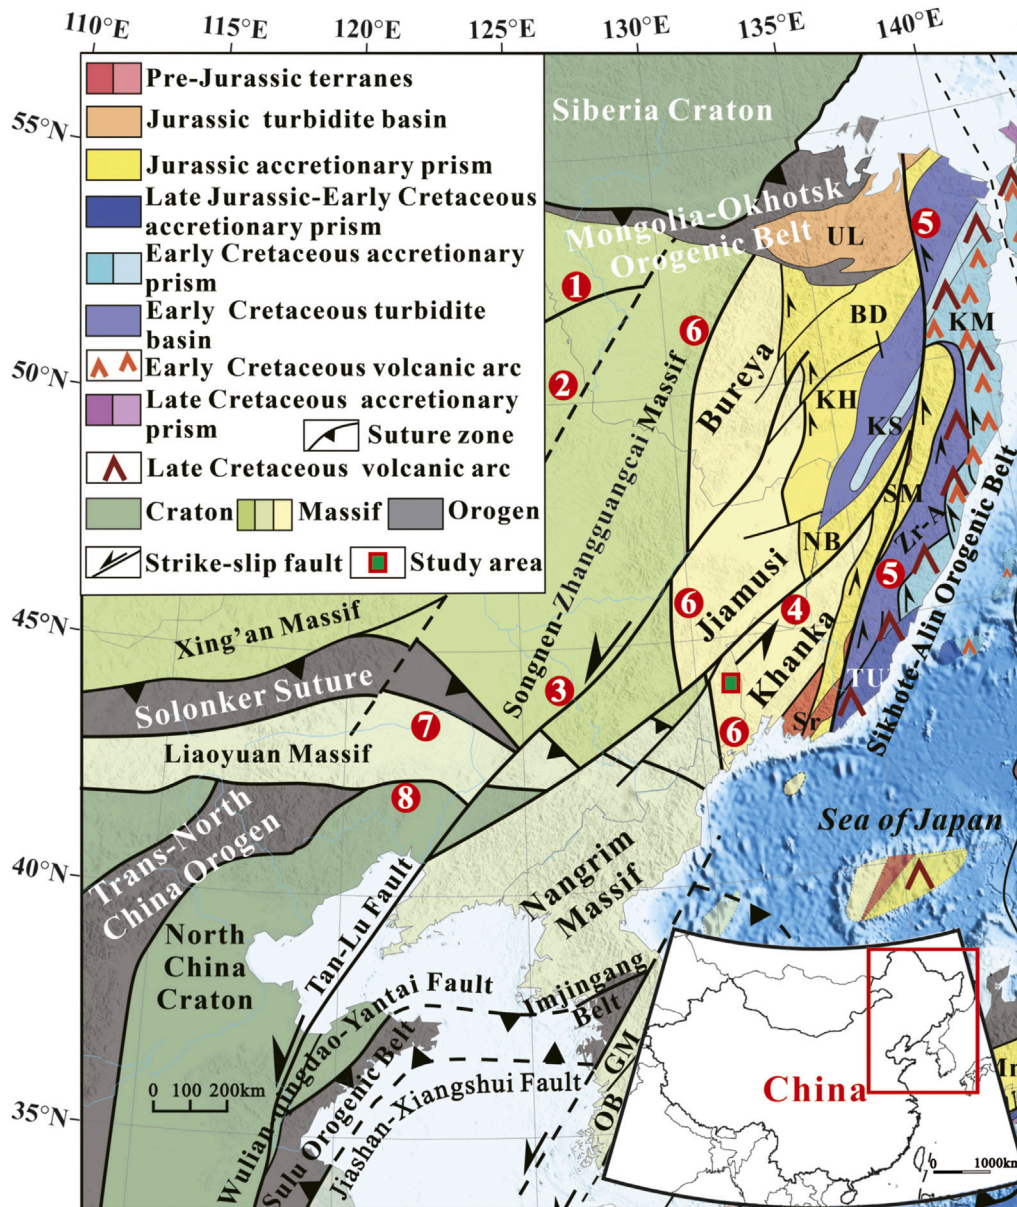 110°E 115°E 120°E 125°E 130°E 135°E 140°E
55°N
50°N
45°N
40°N
35°N
Pre-Jurassic terranes
Jurassic turbidite basin
Jurassic accretionary prism
Late Jurassic-Early Cretaceous
accretionary prism
Early Cretaceous accretionary
prism
Early Cretaceous turbidite
basin
Early Cretaceous volcanic arc
Late Cretaceous accretionary
prism
Suture zone
Late Cretaceous volcanic arc
Craton Massif Orogen
Strike-slip fault Study area
Siberia Craton
Mongolia-Okhotsk
Orogenic Belt
UL
5
1
6
2
BD
KM
Bureya
KH
KS
Songnen-Zhangguangcai Massif
SM
NB
Zr-A
5
Jiamusi
6
4
Khanka
Sikhote-Alin Orogenic Belt
Xing'an Massif
Solonker Suture
3
TU
Sr
6
7
Liaoyuan Massif
8
Trans-North
China Orogen
Sea of Japan
Nangrim
Massif
North
China
Craton
Tan-Lu Fault
Imjingang
Belt
Wulian-Qingdao-Yantai Fault
GM
OB
Sulu Orogenic Belt
Jiashan-Xiangshui Fault
0 100 200km
China
0 1000km